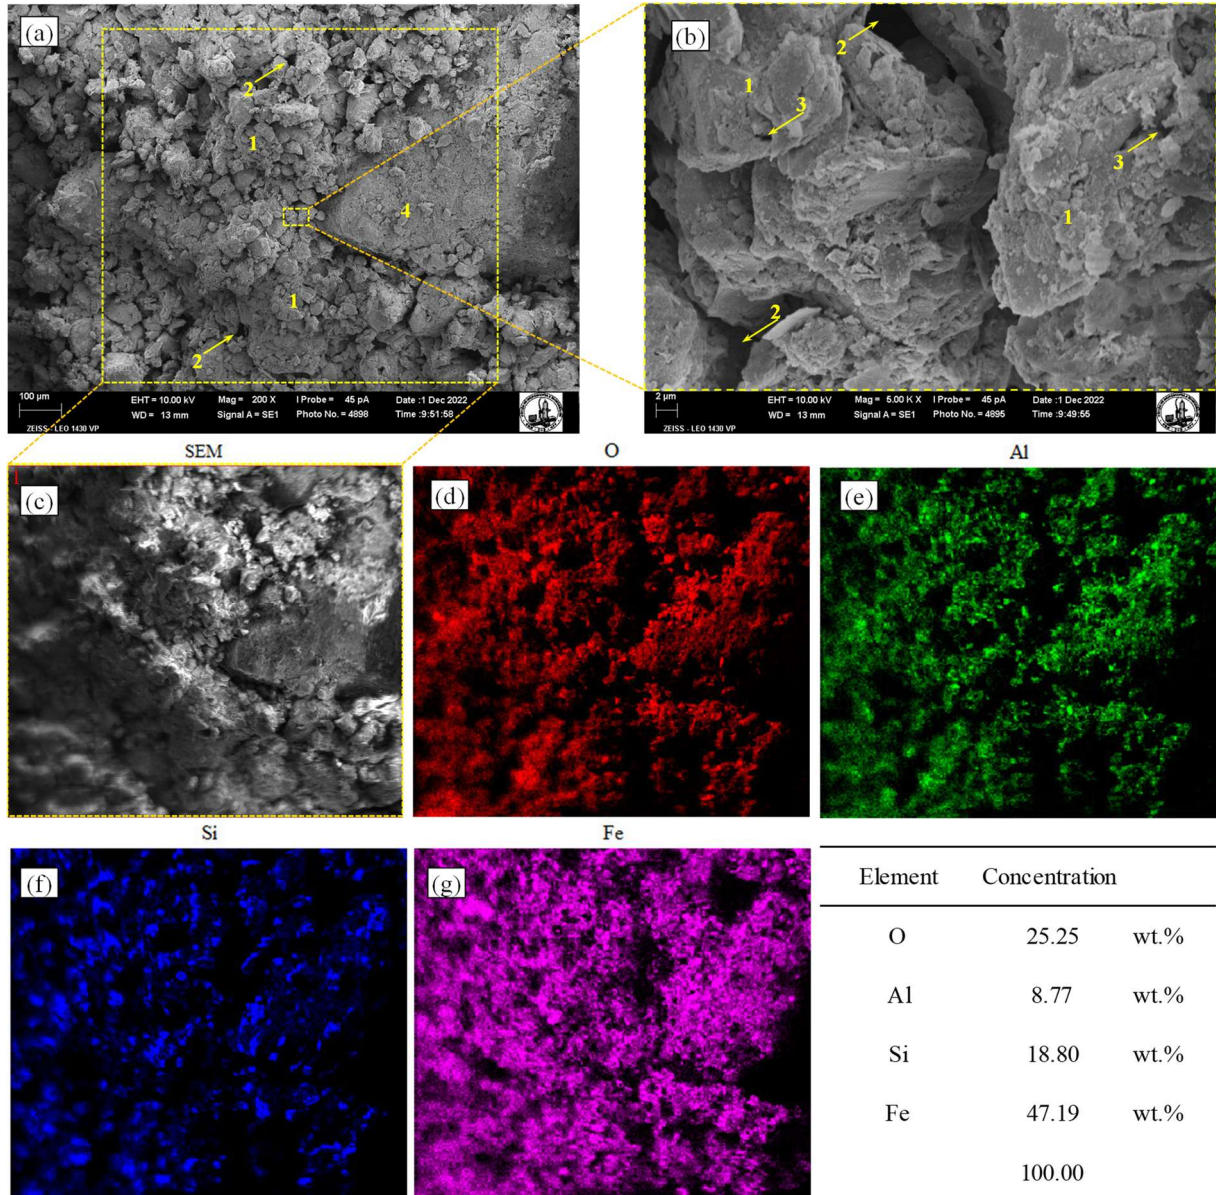 (a)
2
1
4
1
2
100 µm
EHT = 10.00 kV Mag = 200 X I Probe = 45 pA Date :1 Dec 2022
WD = 13 mm Signal A = SE1 Photo No. = 4898 Time :9:51:58
ZEISS - LEO 1430 VP
(b)
2
1
3
3
1
2
2 µm
EHT = 10.00 kV Mag = 5.00 K X I Probe = 45 pA Date :1 Dec 2022
WD = 13 mm Signal A = SE1 Photo No. = 4895 Time :9:49:55
ZEISS - LEO 1430 VP
SEM O Al
1
(c) (d) (e)
Si Fe
(f) (g)
Element Concentration
O 25.25 wt.%
Al 8.77 wt.%
Si 18.80 wt.%
Fe 47.19 wt.%
100.00